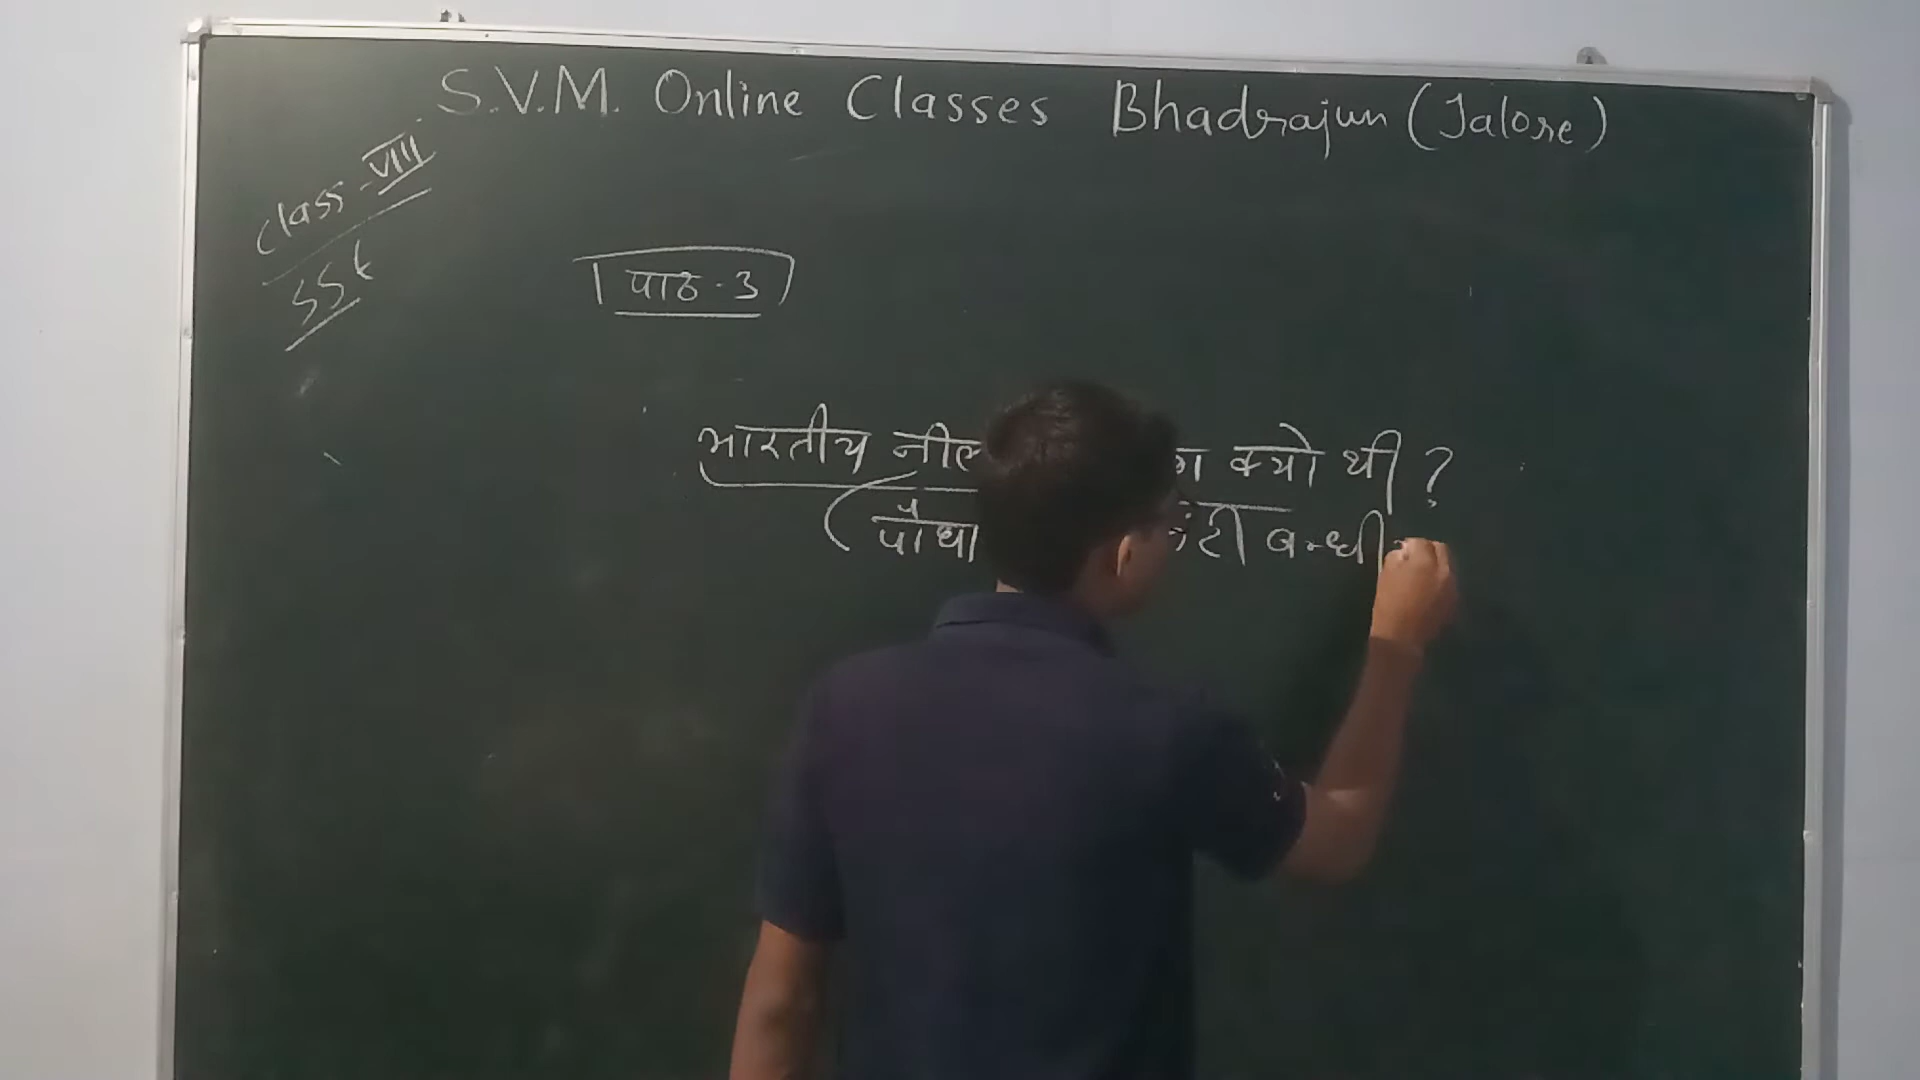 S.V.M. Online Classes Bhadrajun (Jalore)
Class - VIII
SSt
पाठ - 3
भारतीय क्यो थी ?
( पौधा बन्धी